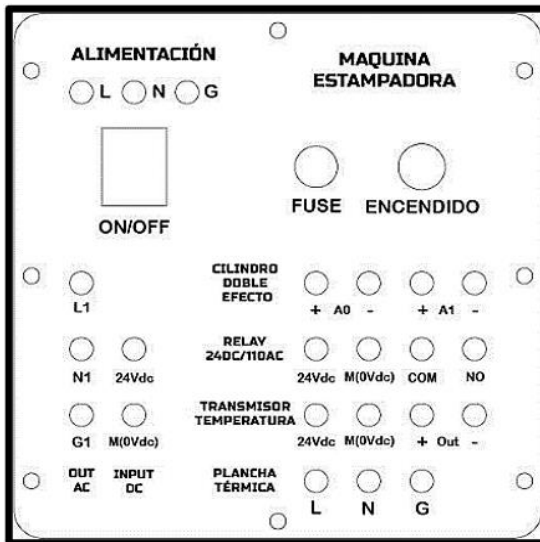 ALIMENTACIÓN
L N G
MAQUINA
ESTAMPADORA
ON/OFF
FUSE ENCENDIDO
L1
CILINDRO
DOBLE
EFECTO
+ A0 - + A1 -
N1 24Vdc
RELAY
24DC/110AC
24Vdc M(0Vdc) COM NO
G1 M(0Vdc)
TRANSMISOR
TEMPERATURA
24Vdc M(0Vdc) + Out -
OUT
AC
INPUT
DC
PLANCHA
TÉRMICA
L N G